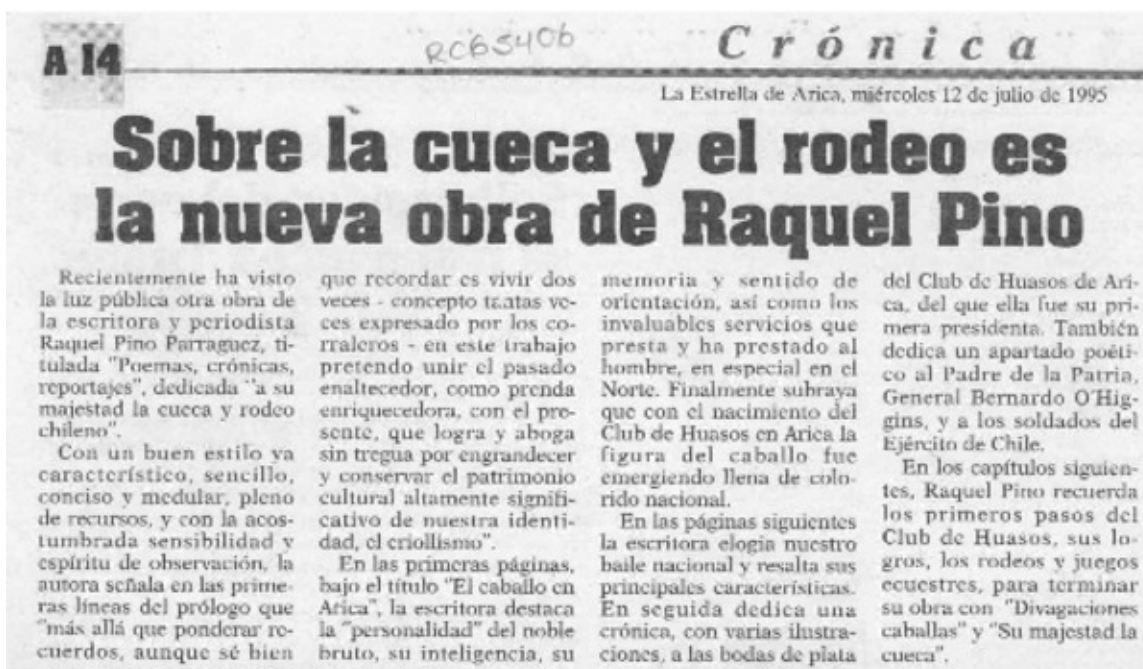 A 14
RC65406
Crónica
La Estrella de Arica, miércoles 12 de julio de 1995
Sobre la cueca y el rodeo es
la nueva obra de Raquel Pino
Recientemente ha visto
la luz pública otra obra de
la escritora y periodista
Raquel Pino Parraguez, ti-
tulada "Poemas, crónicas,
reportajes", dedicada "a su
majestad la cueca y rodeo
chileno".
Con un buen estilo ya
característico, sencillo,
conciso y medular, pleno
de recursos, y con la acos-
tumbrada sensibilidad y
espíritu de observación, la
autora señala en las prime-
ras líneas del prólogo que
"más allá que ponderar re-
cuerdos, aunque sé bien
que recordar es vivir dos
veces - concepto tantas ve-
ces expresado por los co-
rraleros - en este trabajo
pretendo unir el pasado
enaltecedor, como prenda
enriquecedora, con el pre-
sente, que logra y aboga
sin tregua por engrandecer
y conservar el patrimonio
cultural altamente signifi-
cativo de nuestra identi-
dad, el criollismo".
En las primeras páginas,
bajo el título "El caballo en
Arica", la escritora destaca
la "personalidad" del noble
bruto, su inteligencia, su
memoria y sentido de
orientación, así como los
invaluables servicios que
presta y ha prestado al
hombre, en especial en el
Norte. Finalmente subraya
que con el nacimiento del
Club de Huasos en Arica la
figura del caballo fue
emergiendo llena de colo-
rido nacional.
En las páginas siguientes
la escritora elogia nuestro
baile nacional y resalta sus
principales características.
En seguida dedica una
crónica, con varias ilustra-
ciones, a las bodas de plata
del Club de Huasos de Ari-
ca, del que ella fue su pri-
mera presidenta. También
dedica un apartado poéti-
co al Padre de la Patria,
General Bernardo O'Hig-
gins, y a los soldados del
Ejército de Chile.
En los capítulos siguien-
tes, Raquel Pino recuerda
los primeros pasos del
Club de Huasos, sus lo-
gros, los rodeos y juegos
ecuestres, para terminar
su obra con "Divagaciones
caballas" y "Su majestad la
cueca".